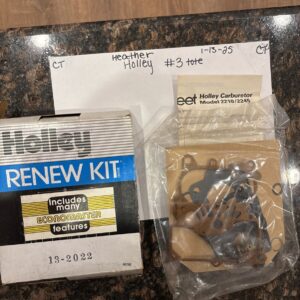 Heather 1-13-25 CT
CT Holley #3 tote
eet Holley Carburetor
Model 2210/2245
Holley
RENEW KIT
Includes
many
ECONOMASTER
features
13-2022